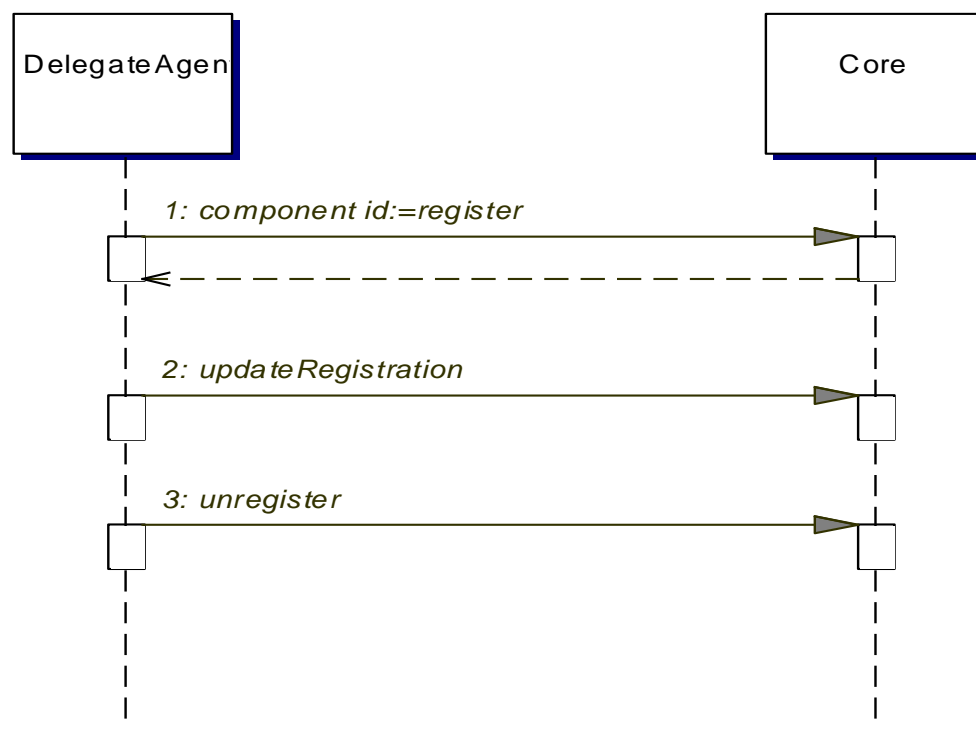 DelegateAgen
Core
1: component id:=register
2: updateRegistration
3: unregister